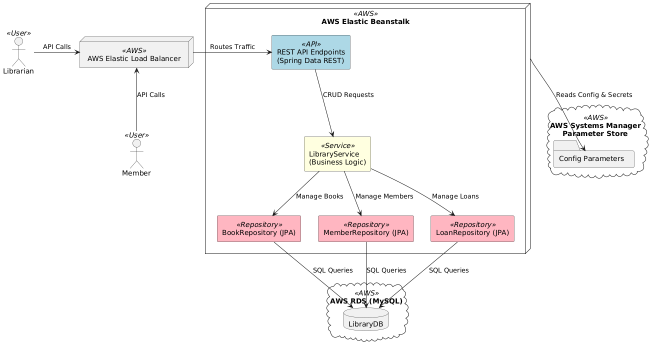 «AWS»
AWS Elastic Beanstalk
«User»
Librarian
API Calls
«AWS»
AWS Elastic Load Balancer
Routes Traffic
«API»
REST API Endpoints
(Spring Data REST)
API Calls
CRUD Requests
Reads Config & Secrets
«User»
Member
«AWS»
AWS Systems Manager
Parameter Store
Config Parameters
«Service»
LibraryService
(Business Logic)
Manage Books
Manage Members
Manage Loans
«Repository»
BookRepository (JPA)
«Repository»
MemberRepository (JPA)
«Repository»
LoanRepository (JPA)
SQL Queries
SQL Queries
SQL Queries
«AWS»
AWS RDS (MySQL)
LibraryDB